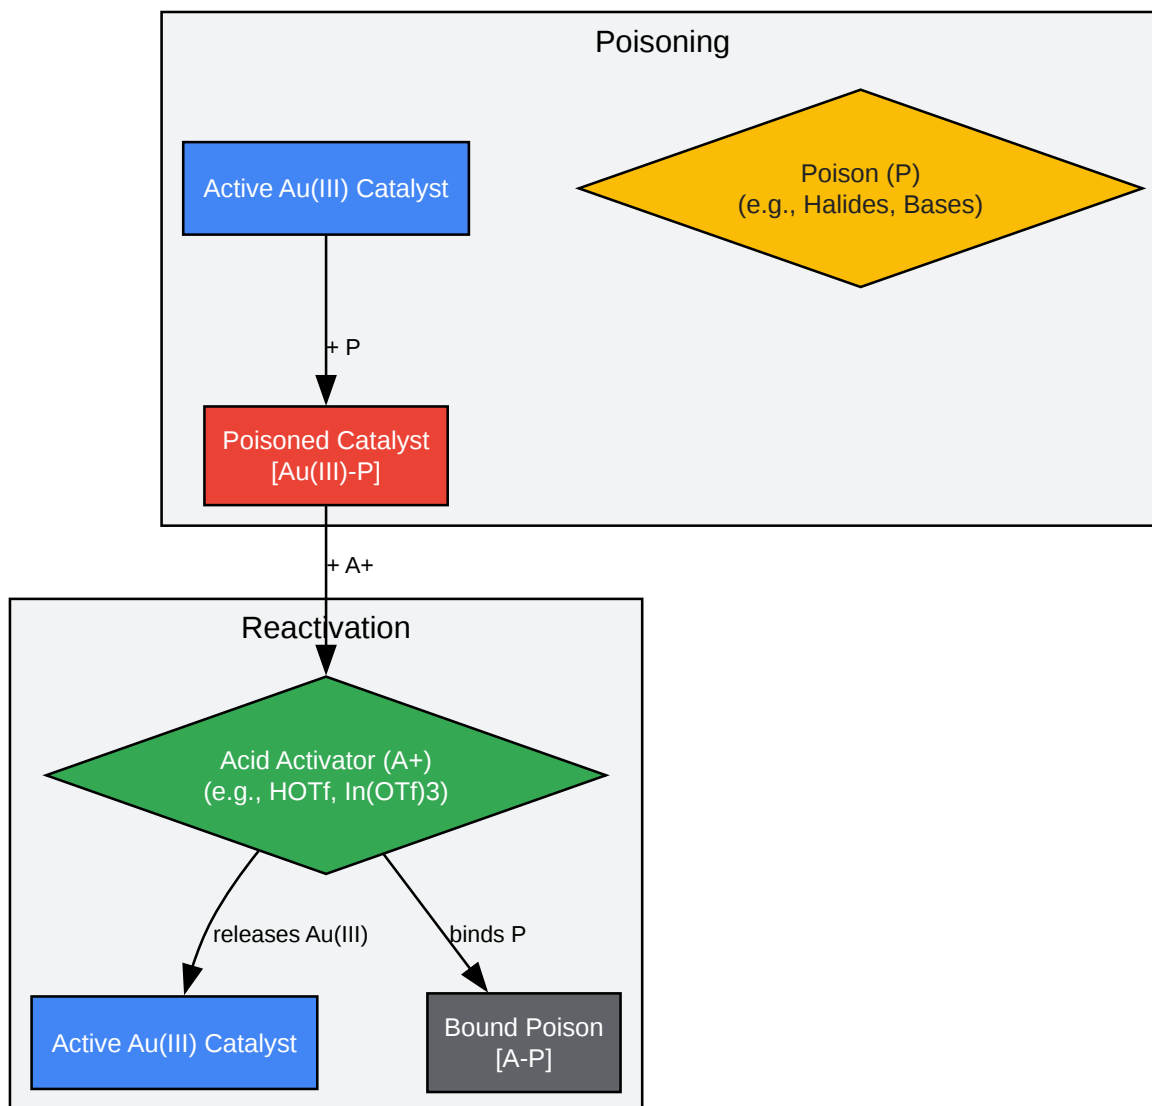 Poisoning
Active Au(III) Catalyst
Poison (P)
(e.g., Halides, Bases)
+ P
Poisoned Catalyst
[Au(III)-P]
+ A+
Reactivation
Acid Activator (A+)
(e.g., HOTf, In(OTf)3)
releases Au(III)
binds P
Active Au(III) Catalyst
Bound Poison
[A-P]